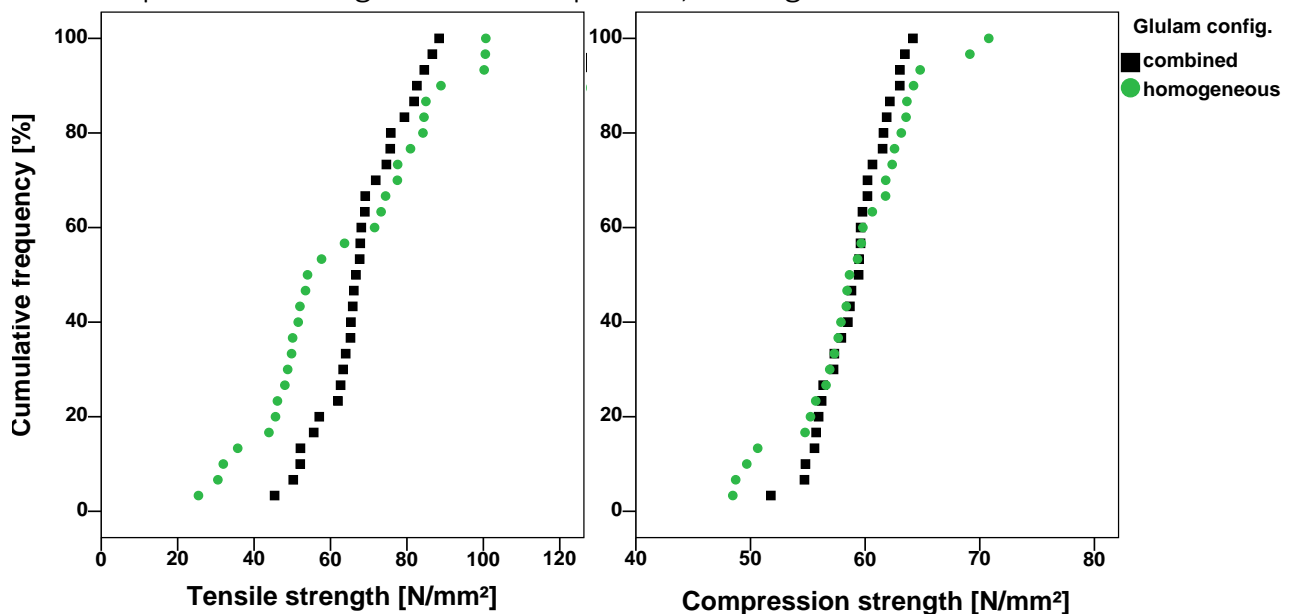 Cumulative frequency [%]
100
80
60
40
20
0
0 20 40 60 80 100 120
Tensile strength [N/mm²]
100
80
60
40
20
0
40 50 60 70 80
Compression strength [N/mm²]
Glulam config.
combined
homogeneous